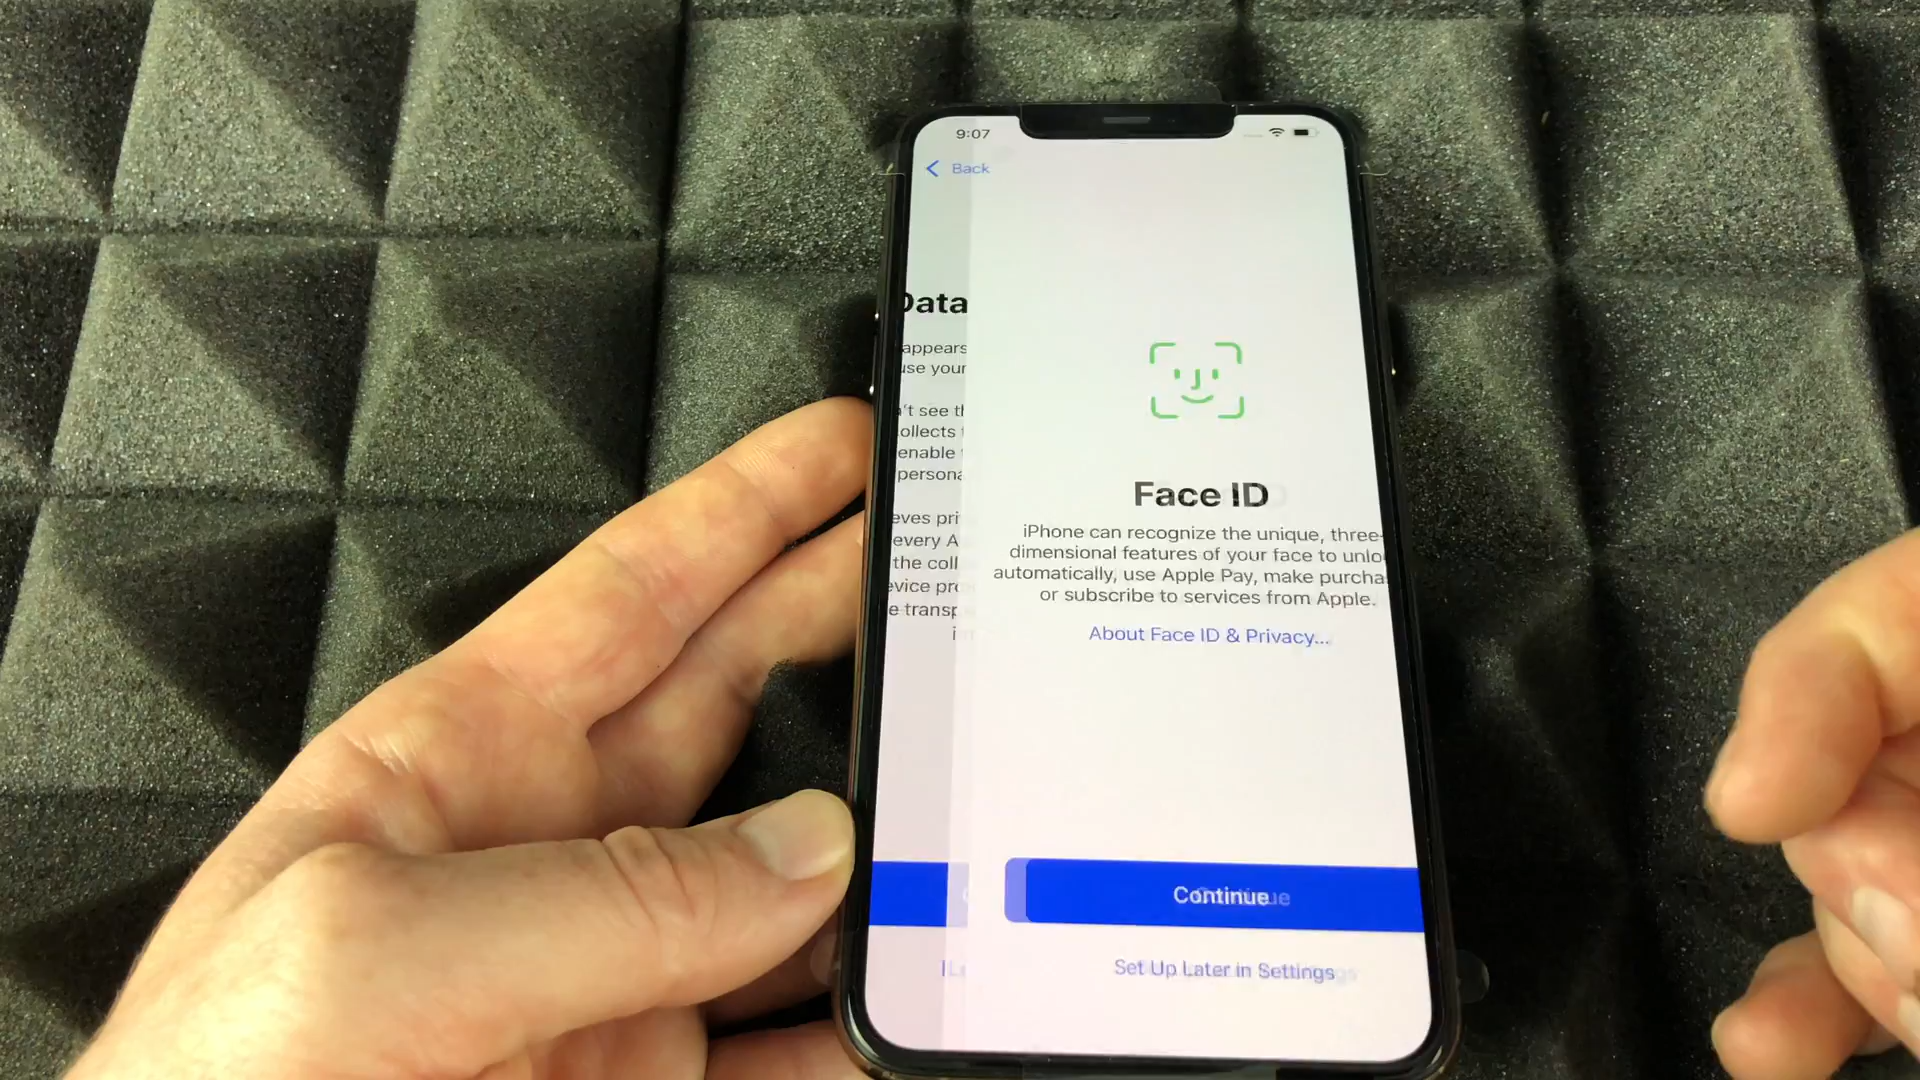 9:07
Back
Data
appears
use your
n't see th
collects
enable
persona
eves pri
every A
the coll
evice pro
e transp
Face ID
iPhone can recognize the unique, three-
dimensional features of your face to unlo
automatically, use Apple Pay, make purcha
or subscribe to services from Apple.
About Face ID & Privacy...
Continue
Set Up Later in Settings